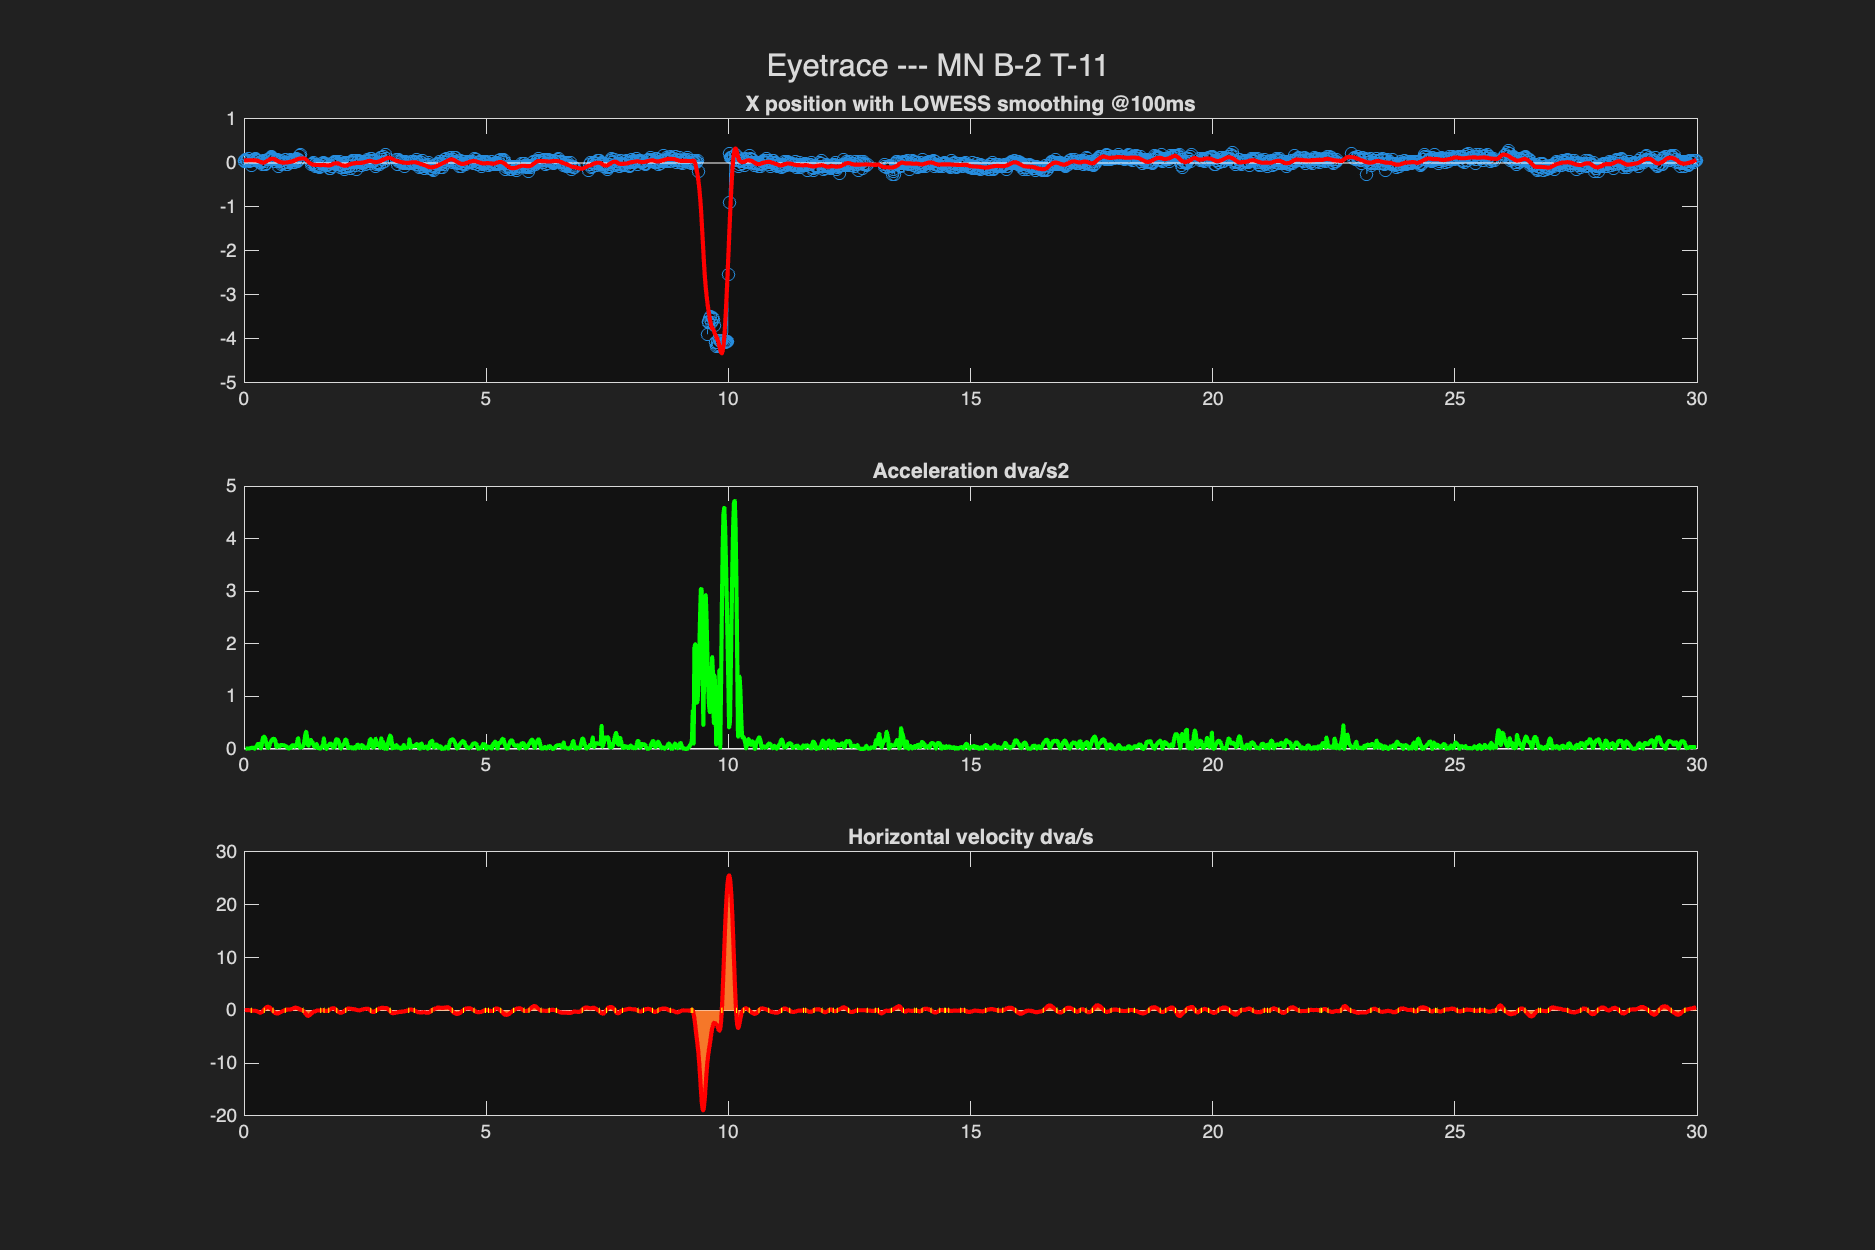 Eyetrace --- MN B-2 T-11
X position with LOWESS smoothing @100ms
1
0
-1
-2
-3
-4
-5
0 5 10 15 20 25 30
Acceleration dva/s2
5
4
3
2
1
0
0 5 10 15 20 25 30
Horizontal velocity dva/s
30
20
10
0
-10
-20
0 5 10 15 20 25 30